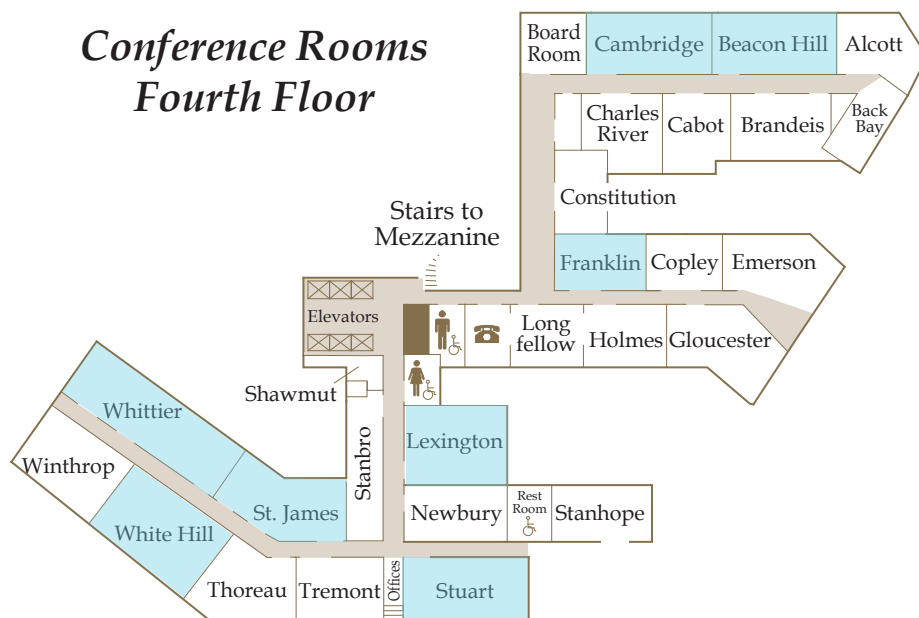 Conference Rooms
Fourth Floor
Board
Room
Cambridge
Beacon Hill
Alcott
Charles
River
Cabot
Brandeis
Back
Bay
Constitution
Stairs to
Mezzanine
Franklin
Copley
Emerson
Elevators
Long
fellow
Holmes
Gloucester
Shawmut
Whittier
Lexington
Stanbro
Winthrop
St. James
White Hill
Newbury
Rest
Room
Stanhope
Thoreau
Tremont
Offices
Stuart